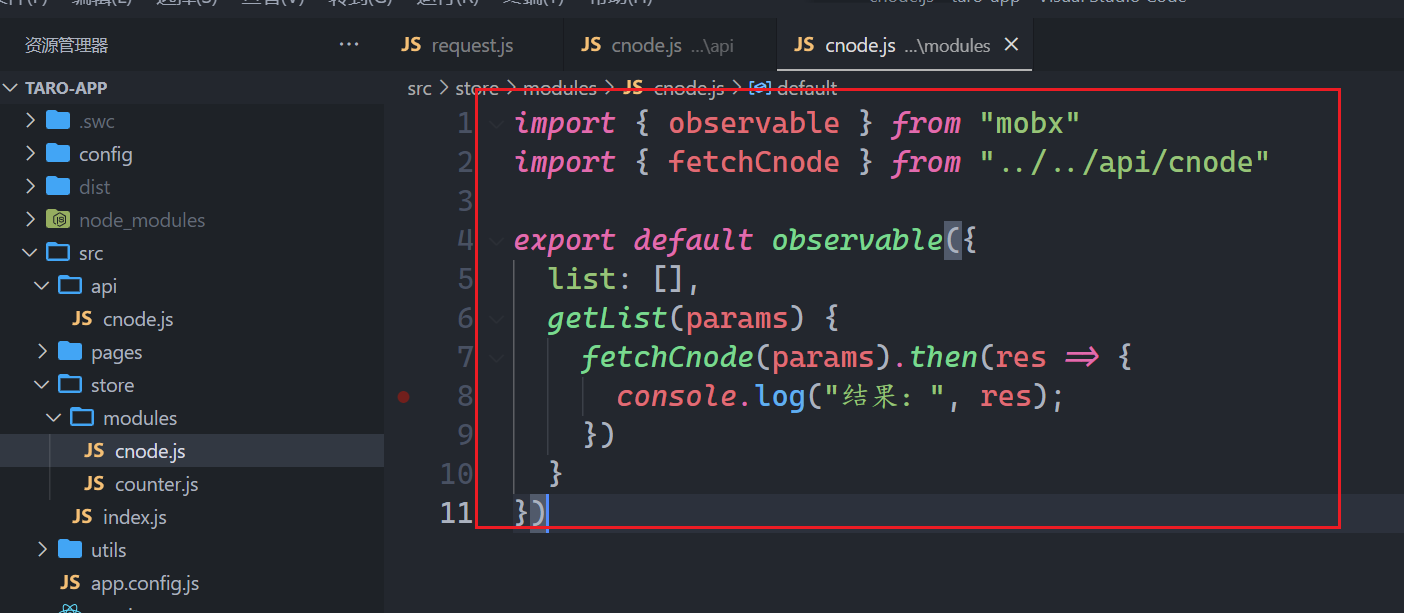 资源管理器 ...
TARO-APP
.swc
config
dist
node_modules
src
api
JS cnode.js
pages
store
modules
JS cnode.js
JS counter.js
JS index.js
utils
JS app.config.js
JS request.js JS cnode.js ...\api JS cnode.js ...\modules ×
src > store > modules > JS cnode.js > default
1 import { observable } from "mobx"
2 import { fetchCnode } from "../../api/cnode"
3
4 export default observable({
5 list: [],
6 getList(params) {
7 fetchCnode(params).then(res => {
8 console.log("结果: ", res);
9 })
10 }
11 })